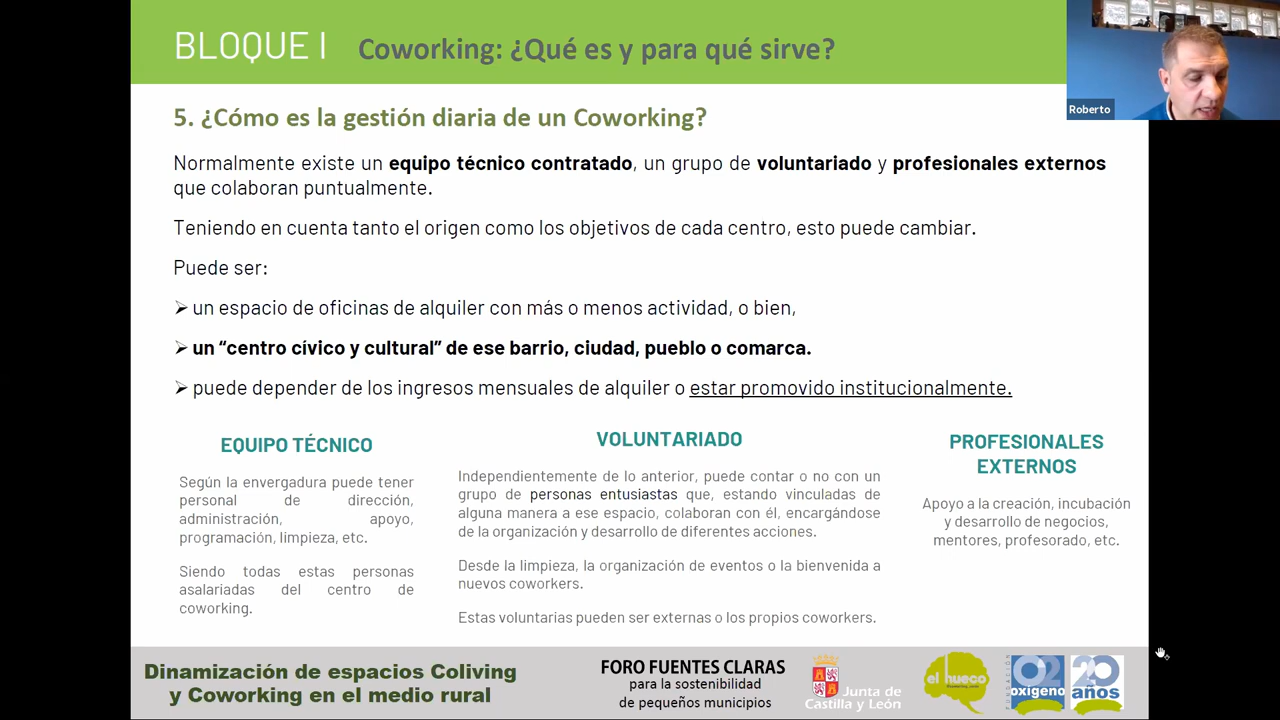 BLOQUE I Coworking: ¿Qué es y para qué sirve?
Roberto
5. ¿Cómo es la gestión diaria de un Coworking?
Normalmente existe un equipo técnico contratado, un grupo de voluntariado y profesionales externos
que colaboran puntualmente.
Teniendo en cuenta tanto el origen como los objetivos de cada centro, esto puede cambiar.
Puede ser:
➢ un espacio de oficinas de alquiler con más o menos actividad, o bien,
➢ un “centro cívico y cultural” de ese barrio, ciudad, pueblo o comarca.
➢ puede depender de los ingresos mensuales de alquiler o estar promovido institucionalmente.
EQUIPO TÉCNICO
Según la envergadura puede tener
personal de dirección,
administración, apoyo,
programación, limpieza, etc.
Siendo todas estas personas
asalariadas del centro de
coworking.
VOLUNTARIADO
Independientemente de lo anterior, puede contar o no con un
grupo de personas entusiastas que, estando vinculadas de
alguna manera a ese espacio, colaboran con él, encargándose
de la organización y desarrollo de diferentes acciones.
Desde la limpieza, la organización de eventos o la bienvenida a
nuevos coworkers.
Estas voluntarias pueden ser externas o los propios coworkers.
PROFESIONALES
EXTERNOS
Apoyo a la creación, incubación
y desarrollo de negocios,
mentores, profesorado, etc.
Dinamización de espacios Coliving
y Coworking en el medio rural
FORO FUENTES CLARAS
para la sostenibilidad
de pequeños municipios
Junta de
Castilla y León
el hueco
FUNDACIÓN
O2
oxígeno
20
años